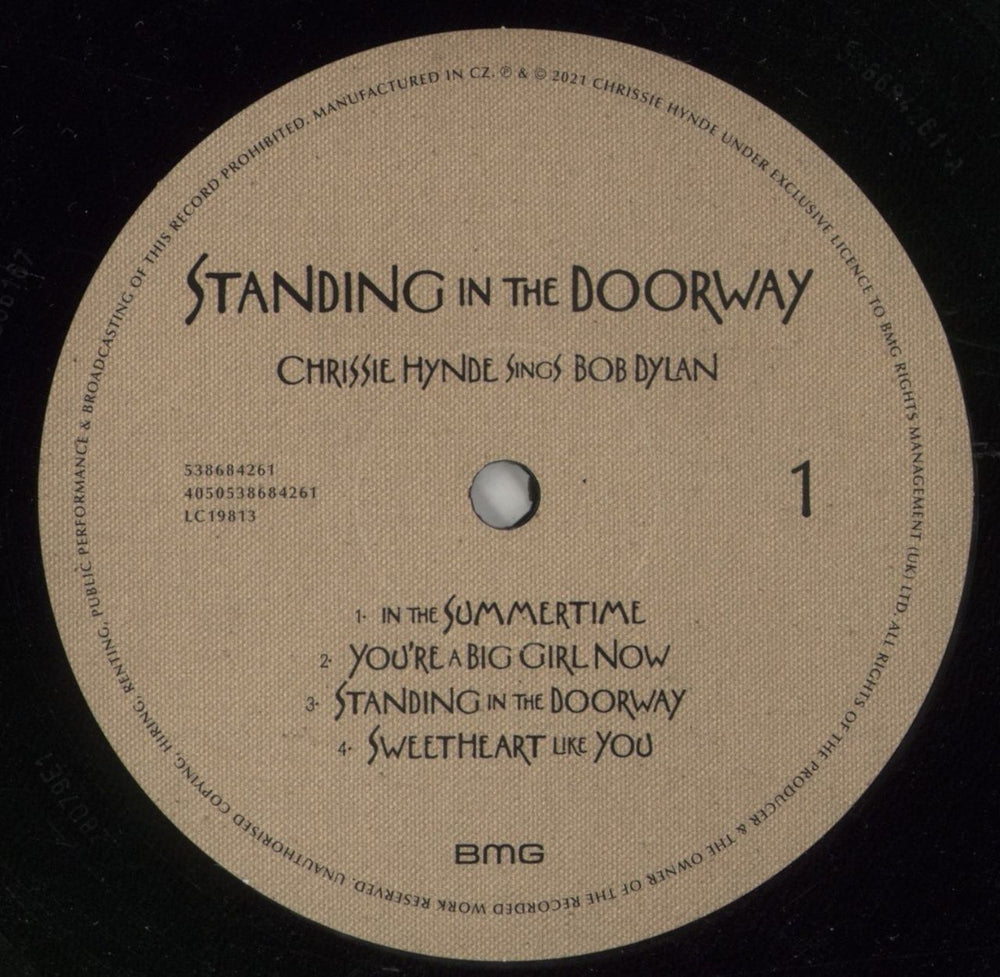 MANUFACTURED IN CZ. ℗ & © 2021 CHRISSIE HYNDE UNDER EXCLUSIVE LICENCE TO BMG RIGHTS MANAGEMENT (UK) LTD. ALL RIGHTS OF THE PRODUCER & THE OWNER OF THE RECORDED WORK RESERVED. UNAUTHORISED COPYING, HIRING, RENTING, PUBLIC PERFORMANCE & BROADCASTING OF THIS RECORD PROHIBITED.
STANDING IN THE DOORWAY
CHRISSIE HYNDE SINGS BOB DYLAN
538684261
4050538684261
LC19813
1
1· IN THE SUMMERTIME
2· YOU'RE A BIG GIRL NOW
3· STANDING IN THE DOORWAY
4· SWEETHEART LIKE YOU
BMG